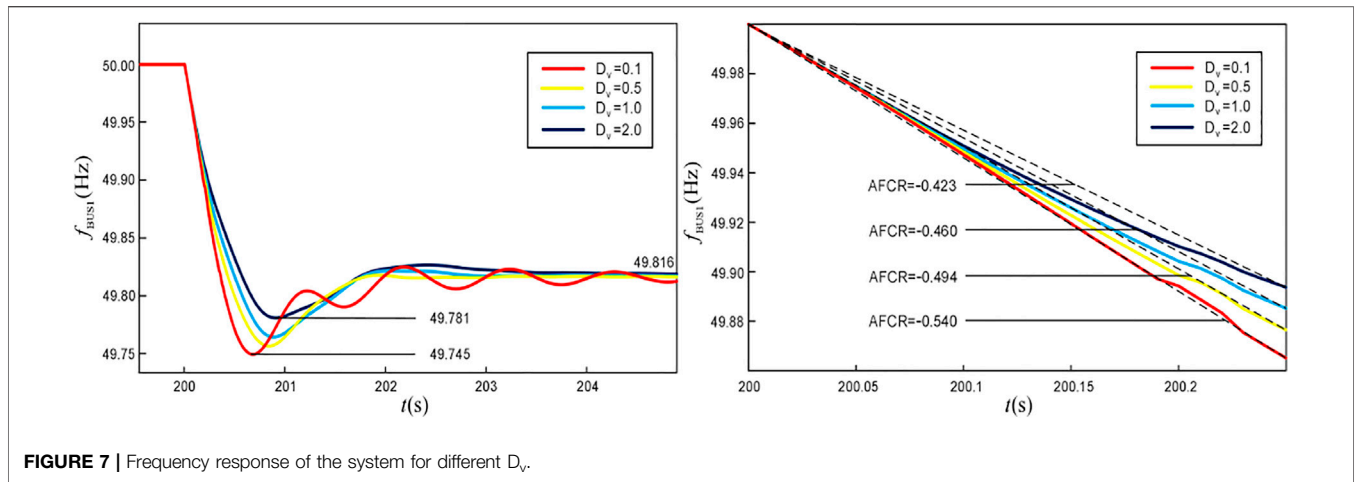 50.00
49.95
49.90
49.85
49.80
49.75
f_BUS1(Hz)
D_v=0.1
D_v=0.5
D_v=1.0
D_v=2.0
49.816
49.781
49.745
200
201
202
203
204
t(s)
49.98
49.96
49.94
49.92
49.90
49.88
f_BUS1(Hz)
D_v=0.1
D_v=0.5
D_v=1.0
D_v=2.0
AFCR=-0.423
AFCR=-0.460
AFCR=-0.494
AFCR=-0.540
200
200.05
200.1
200.15
200.2
t(s)
FIGURE 7 | Frequency response of the system for different D_v.